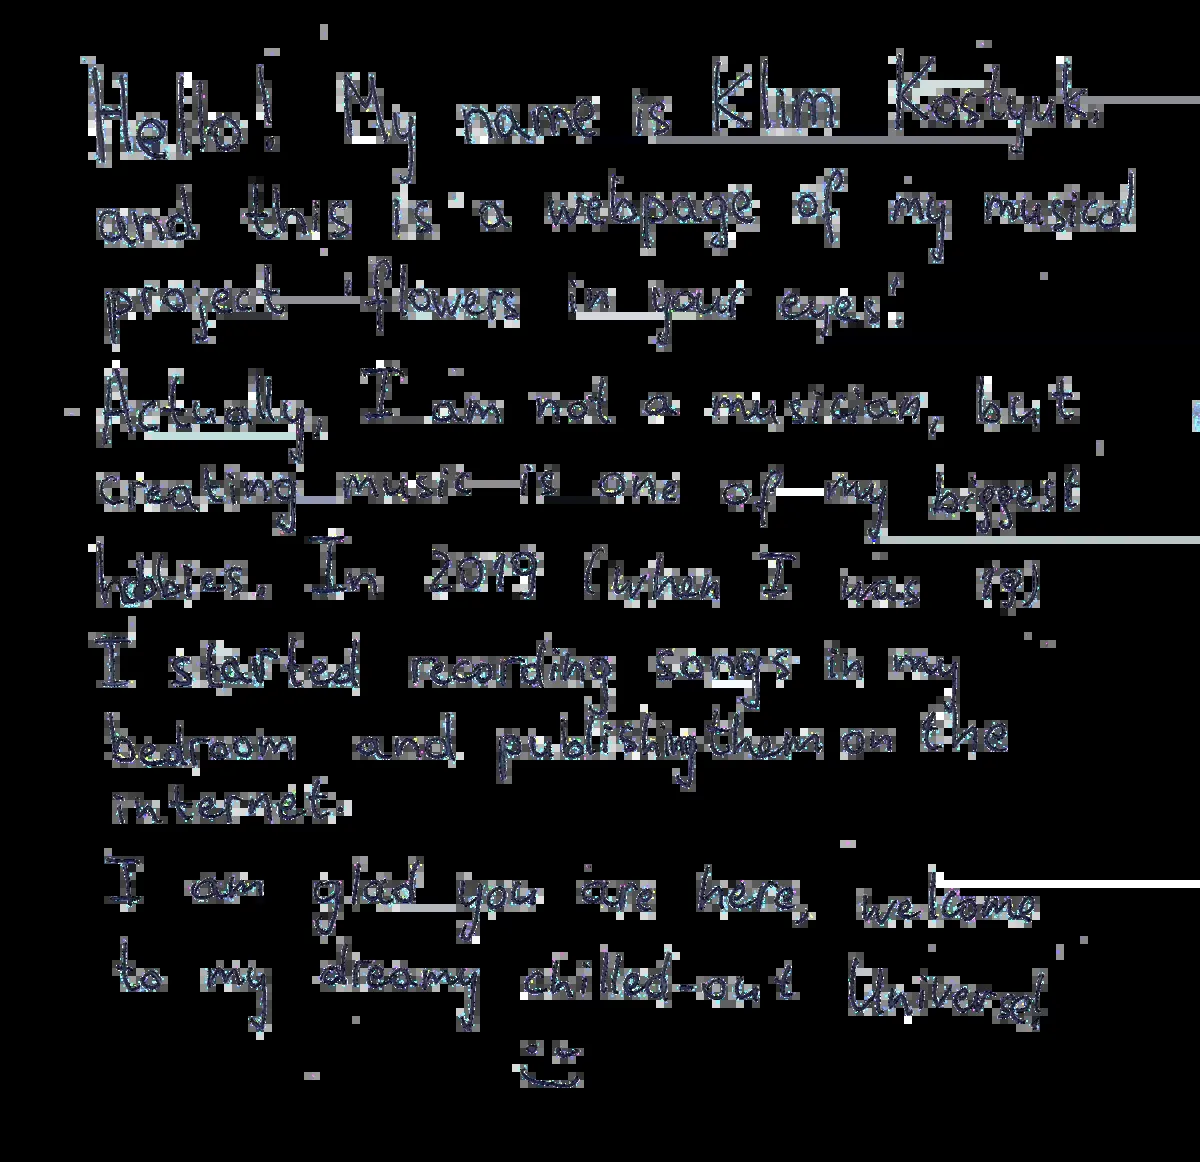 Hello! My name is Klim Kostyuk,
and this is a webpage of my musical
project 'flowers in your eyes'.
Actually, I am not a musician, but
creating music is one of my biggest
hobbies. In 2019 (when I was 19)
I started recording songs in my
bedroom and publishing them on the
internet.
I am glad you are here, welcome
to my dreamy chilled-out Universe!